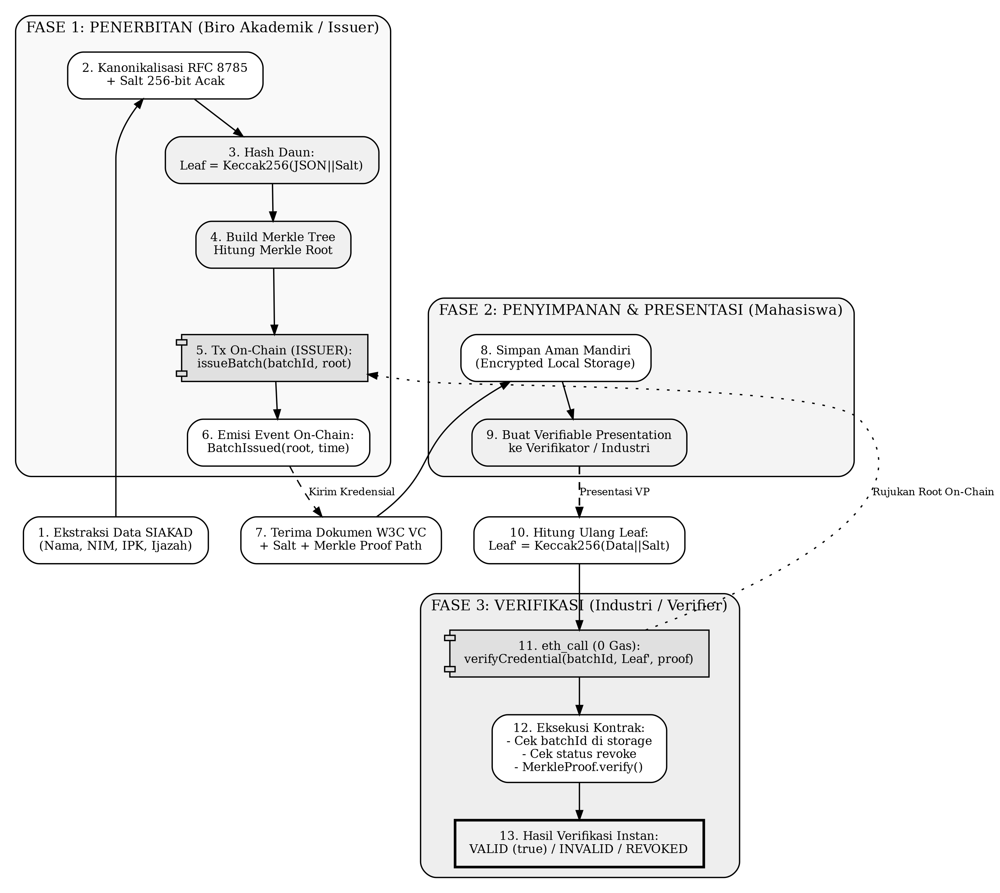 FASE 1: PENERBITAN (Biro Akademik / Issuer)
2. Kanonikalisasi RFC 8785
+ Salt 256-bit Acak
3. Hash Daun:
Leaf = Keccak256(JSON||Salt)
4. Build Merkle Tree
Hitung Merkle Root
5. Tx On-Chain (ISSUER):
issueBatch(batchId, root)
6. Emisi Event On-Chain:
BatchIssued(root, time)
FASE 2: PENYIMPANAN & PRESENTASI (Mahasiswa)
8. Simpan Aman Mandiri
(Encrypted Local Storage)
9. Buat Verifiable Presentation
ke Verifikator / Industri
Kirim Kredensial
Presentasi VP
Rujukan Root On-Chain
1. Ekstraksi Data SIAKAD
(Nama, NIM, IPK, Ijazah)
7. Terima Dokumen W3C VC
+ Salt + Merkle Proof Path
10. Hitung Ulang Leaf:
Leaf' = Keccak256(Data||Salt)
FASE 3: VERIFIKASI (Industri / Verifier)
11. eth_call (0 Gas):
verifyCredential(batchId, Leaf', proof)
12. Eksekusi Kontrak:
- Cek batchId di storage
- Cek status revoke
- MerkleProof.verify()
13. Hasil Verifikasi Instan:
VALID (true) / INVALID / REVOKED